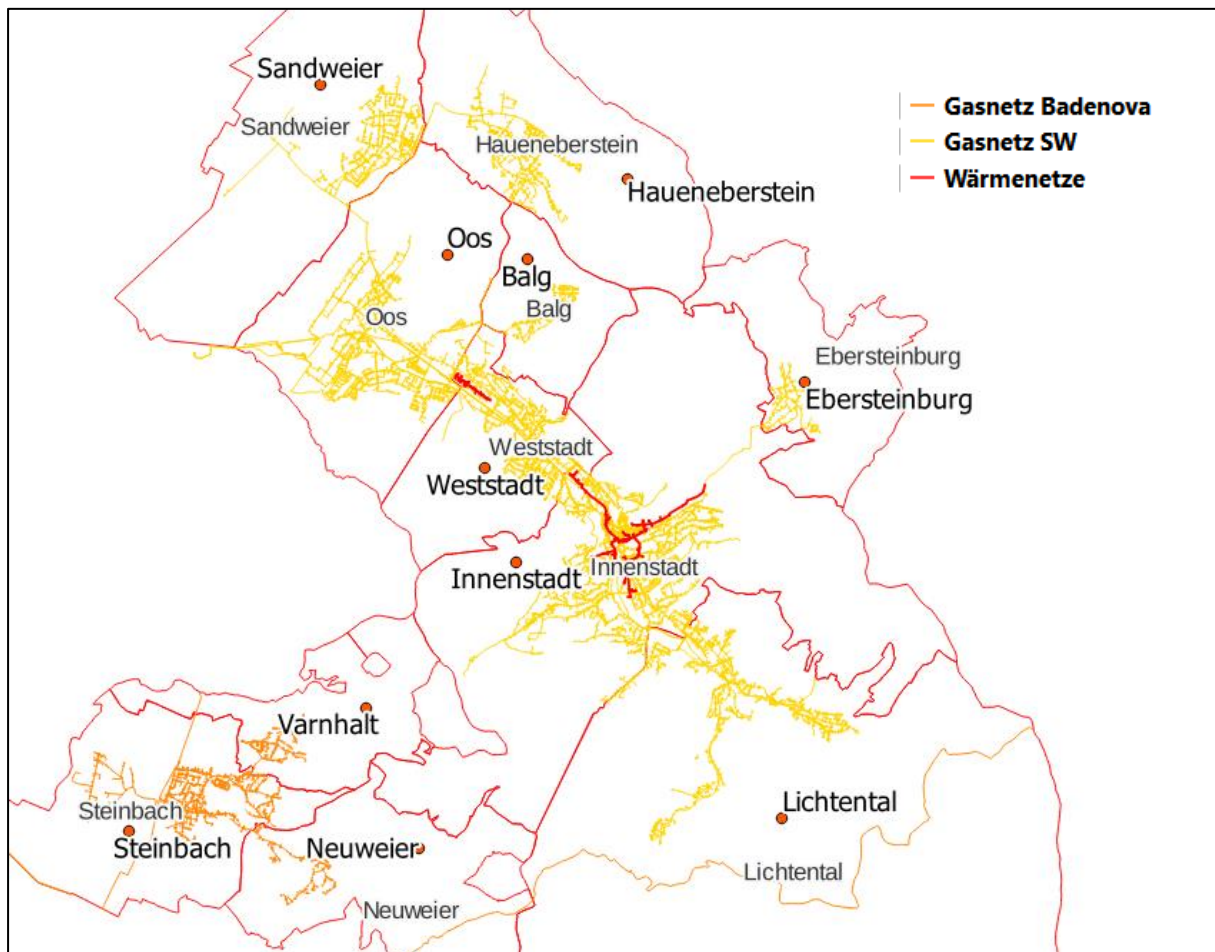 Sandweier
Sandweier
Haueneberstein
Haueneberstein
Gasnetz Badenova
Gasnetz SW
Wärmenetze
Oos
Balg
Oos
Balg
Ebersteinburg
Ebersteinburg
Weststadt
Weststadt
Innenstadt
Innenstadt
Varnhalt
Steinbach
Steinbach
Neuweier
Neuweier
Lichtental
Lichtental